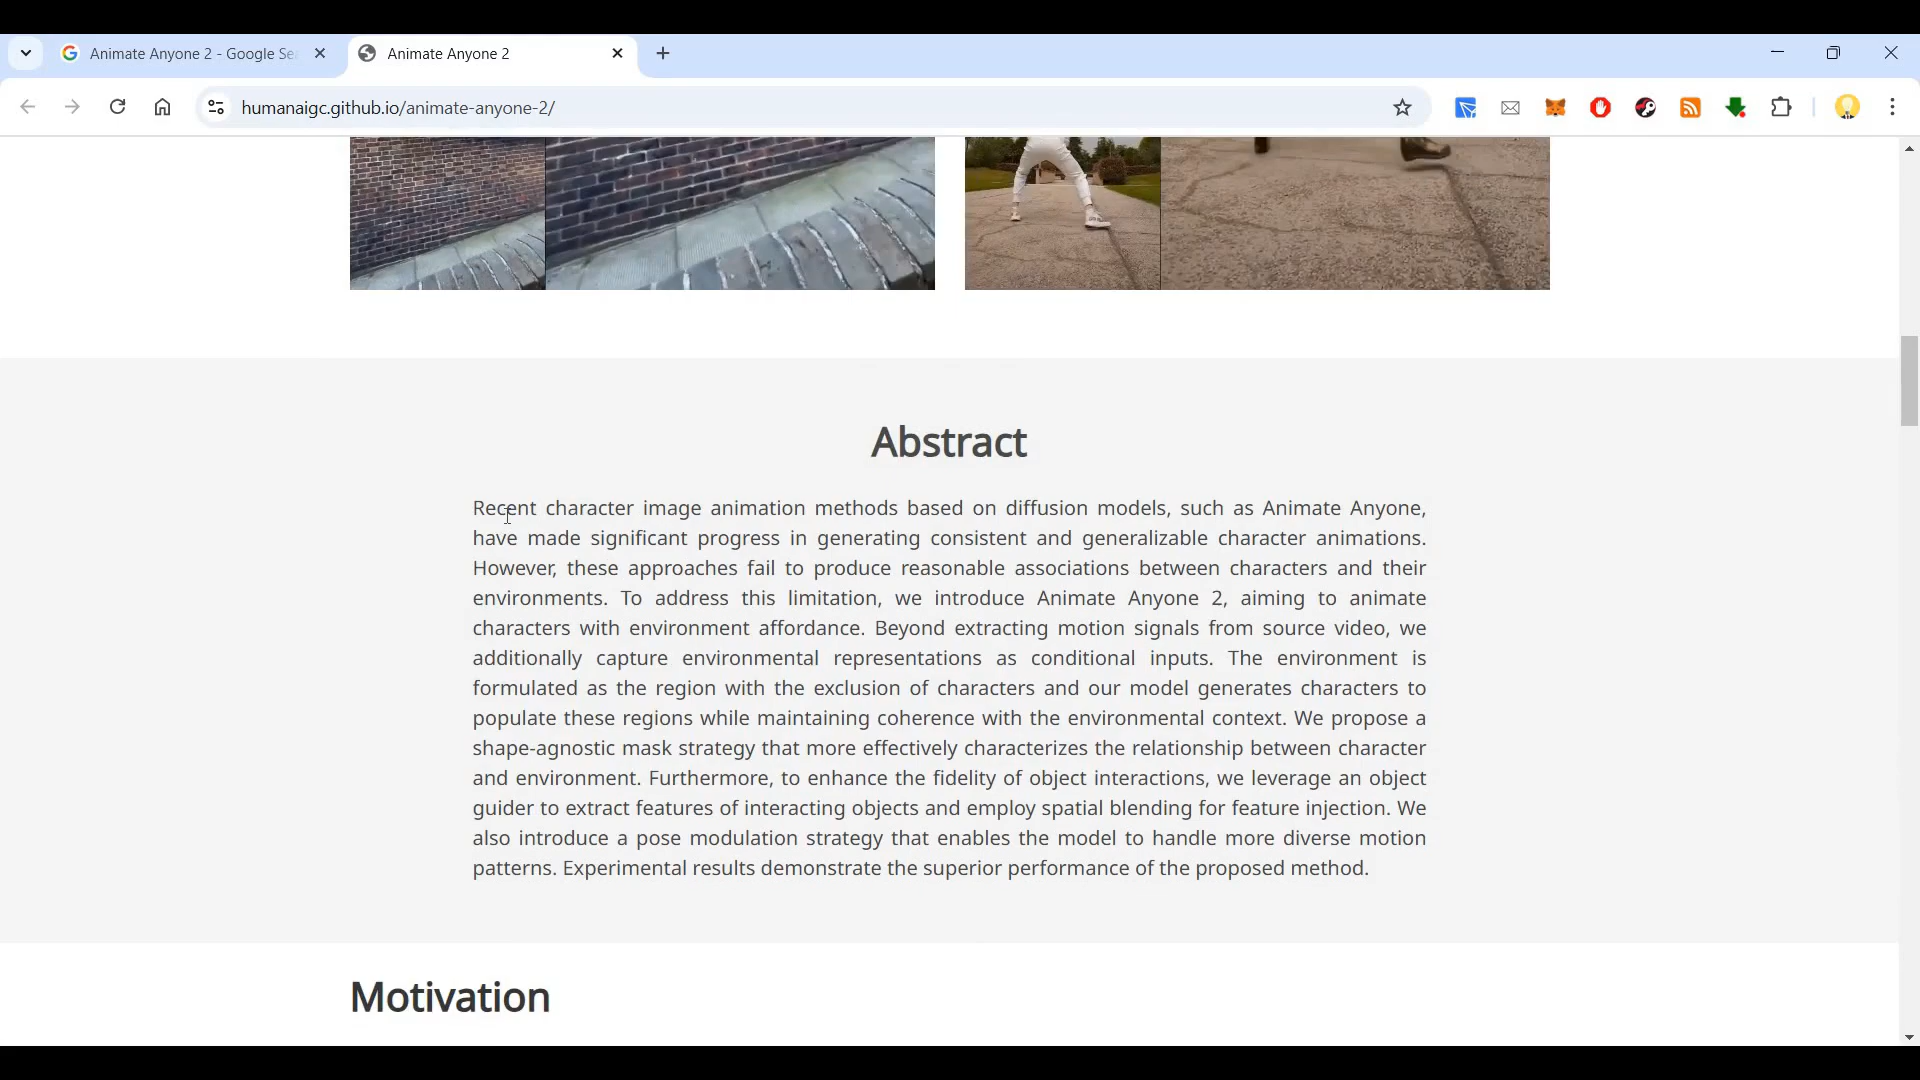 Animate Anyone 2 - Google Se
Animate Anyone 2
humanaigc.github.io/animate-anyone-2/
Abstract
Recent character image animation methods based on diffusion models, such as Animate Anyone,
have made significant progress in generating consistent and generalizable character animations.
However, these approaches fail to produce reasonable associations between characters and their
environments. To address this limitation, we introduce Animate Anyone 2, aiming to animate
characters with environment affordance. Beyond extracting motion signals from source video, we
additionally capture environmental representations as conditional inputs. The environment is
formulated as the region with the exclusion of characters and our model generates characters to
populate these regions while maintaining coherence with the environmental context. We propose a
shape-agnostic mask strategy that more effectively characterizes the relationship between character
and environment. Furthermore, to enhance the fidelity of object interactions, we leverage an object
guider to extract features of interacting objects and employ spatial blending for feature injection. We
also introduce a pose modulation strategy that enables the model to handle more diverse motion
patterns. Experimental results demonstrate the superior performance of the proposed method.
Motivation